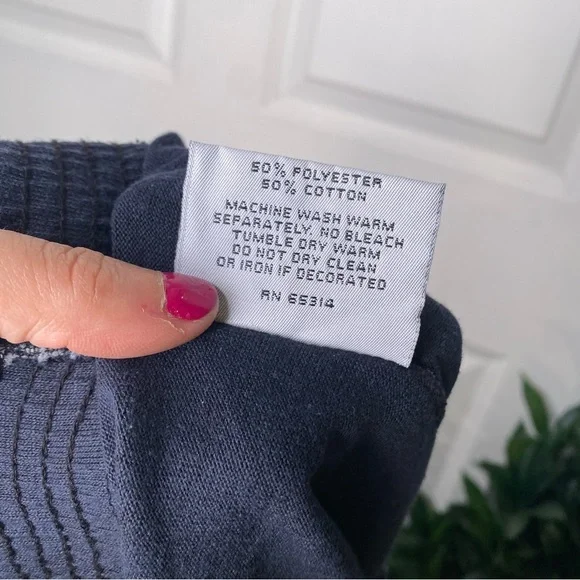 50% POLYESTER
50% COTTON
MACHINE WASH WARM
SEPARATELY, NO BLEACH
TUMBLE DRY WARM
DO NOT DRY CLEAN
OR IRON IF DECORATED
RN 65314